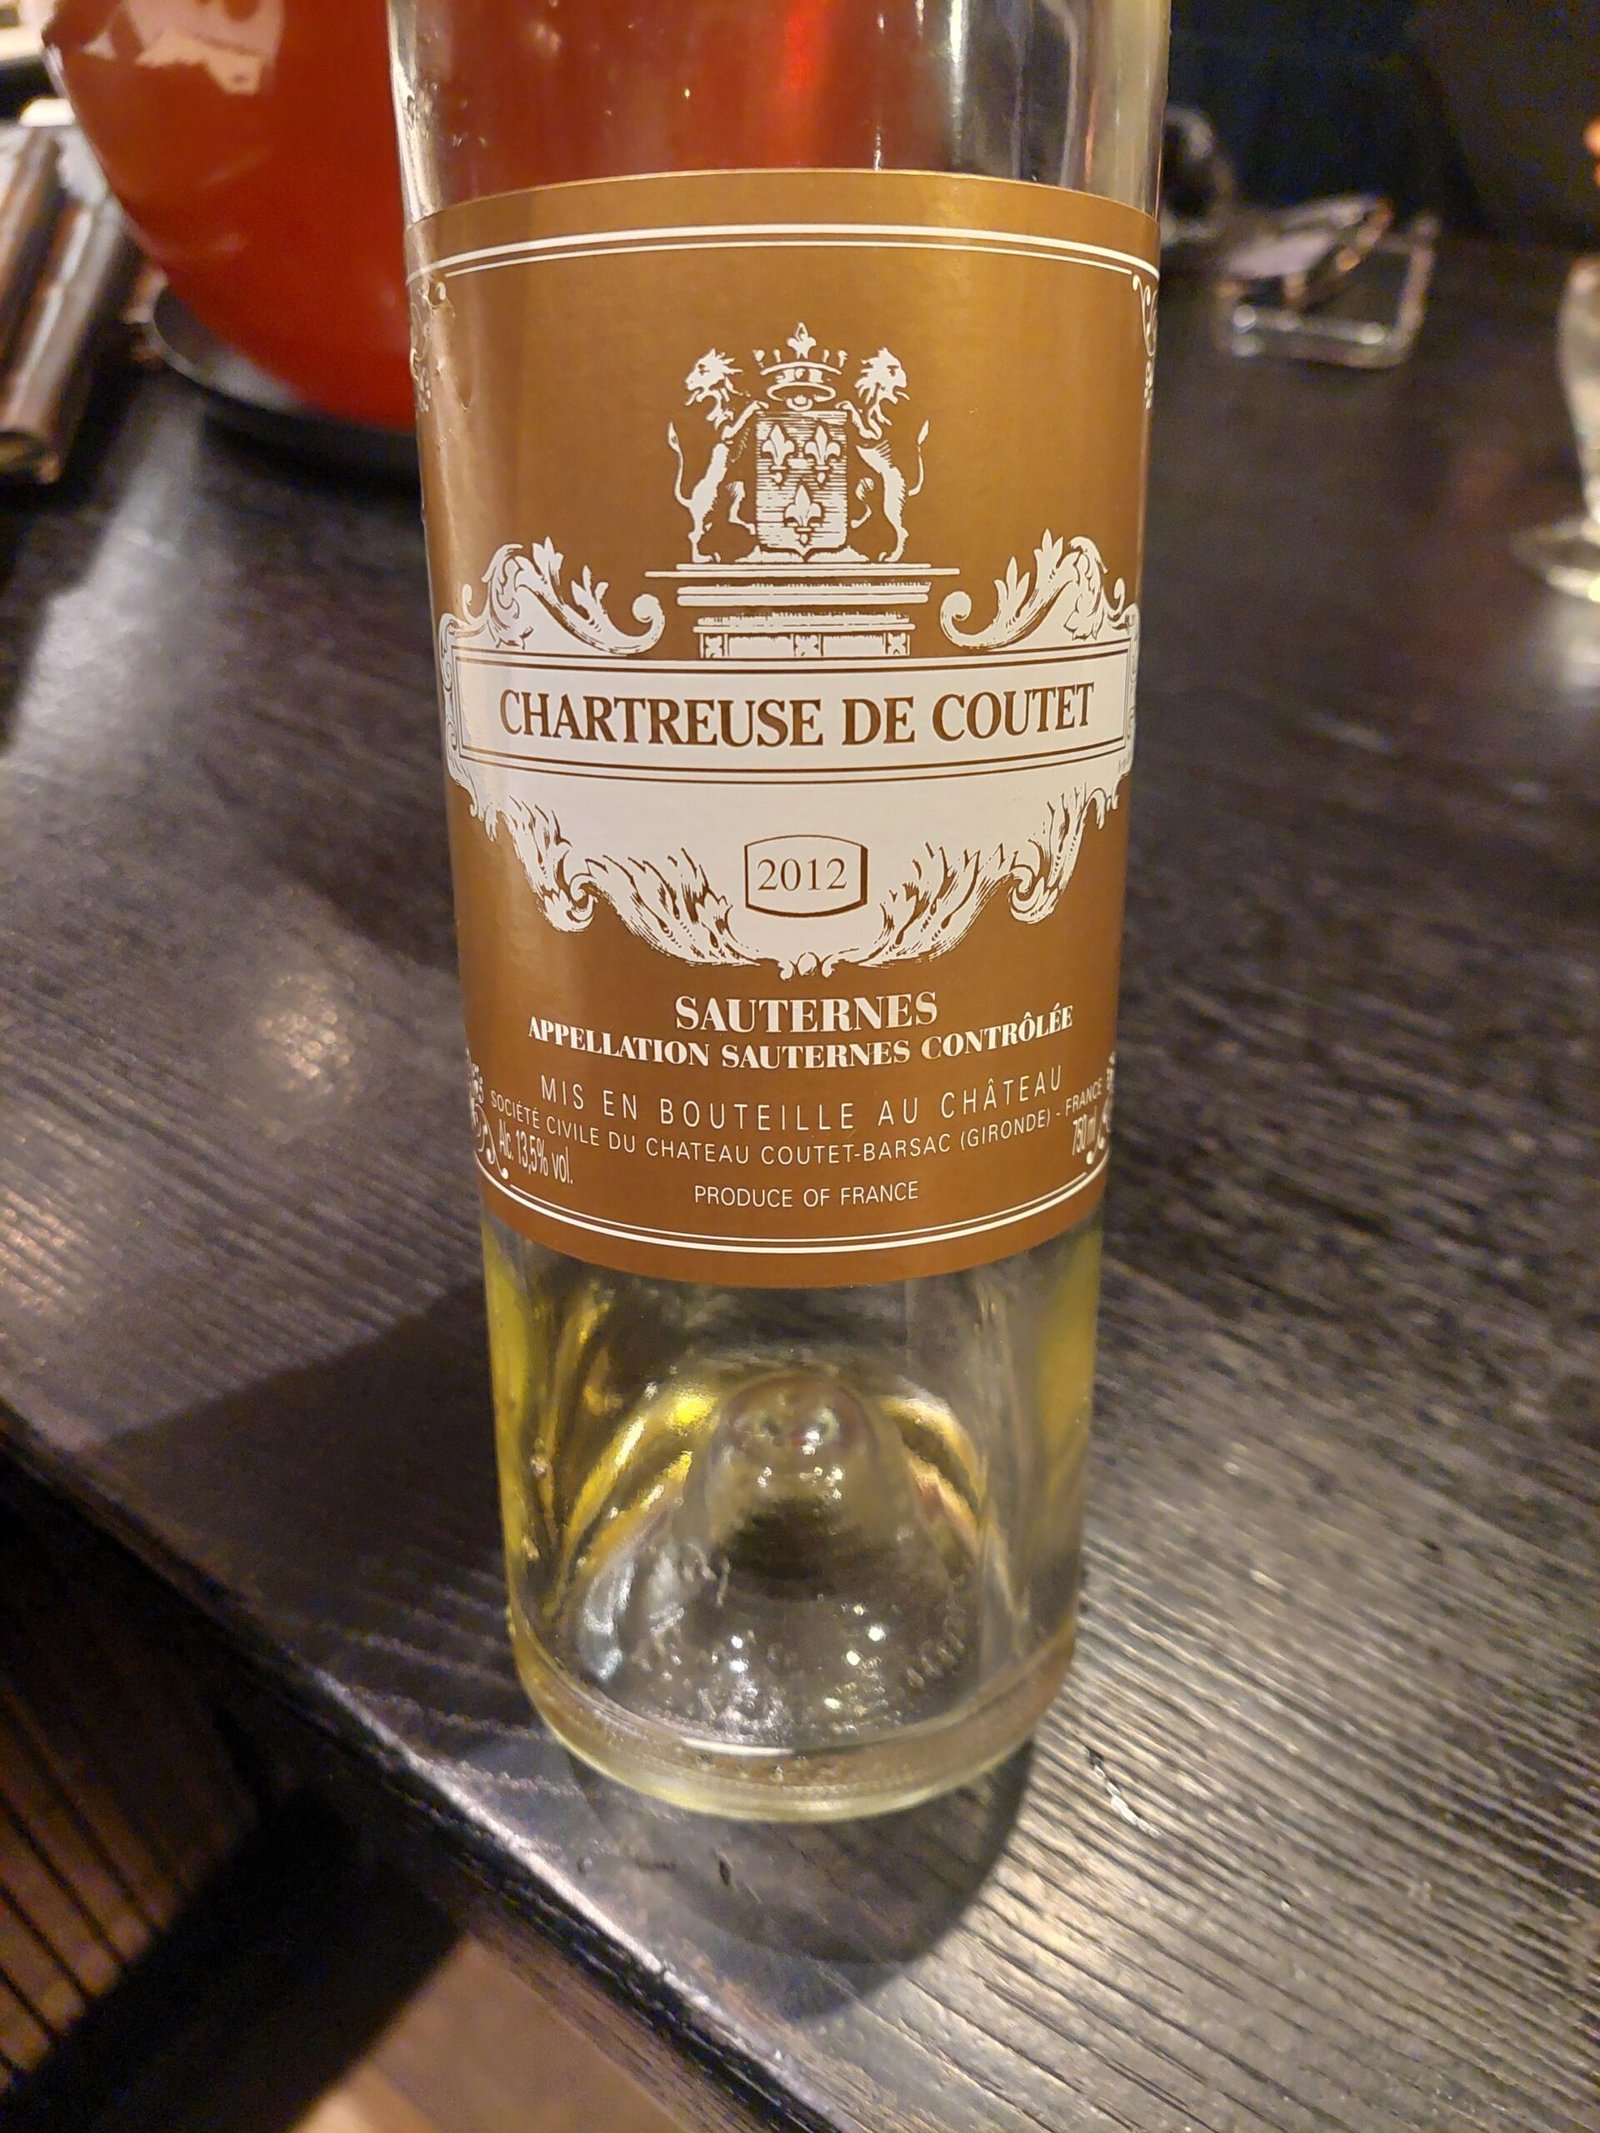 CHARTREUSE DE COUTET
2012
SAUTERNES
APPELLATION SAUTERNES CONTRÔLÉE
MIS EN BOUTEILLE AU CHÂTEAU
SOCIÉTÉ CIVILE DU CHATEAU COUTET-BARSAC (GIRONDE) - FRANCE
Alc. 13,5% vol.
750 ml
PRODUCE OF FRANCE